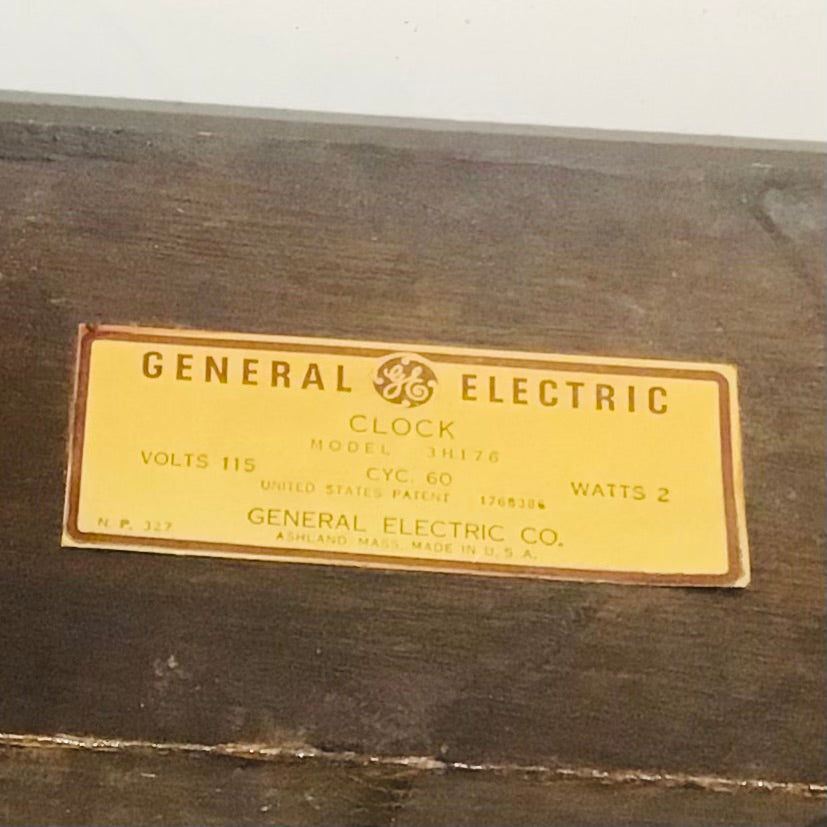 GENERAL GE ELECTRIC
CLOCK
MODEL 3H176
VOLTS 115 CYC. 60 WATTS 2
UNITED STATES PATENT
N. P. 327 GENERAL ELECTRIC CO.
ASHLAND, MASS. MADE IN U. S. A.